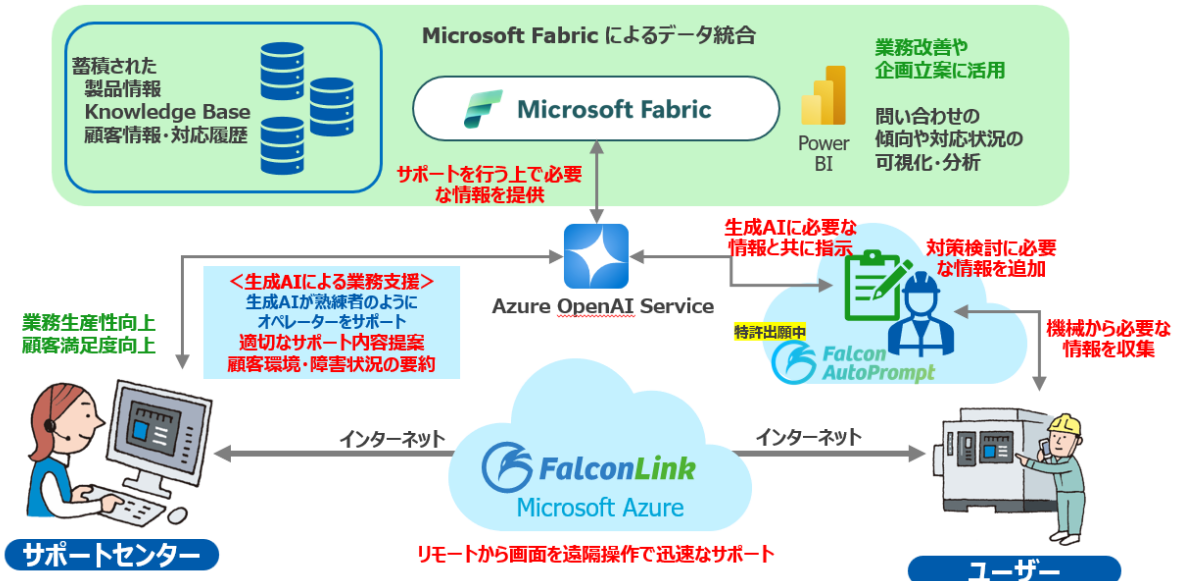 Microsoft Fabric によるデータ統合
蓄積された
製品情報
Knowledge Base
顧客情報・対応履歴
Microsoft Fabric
Power
BI
業務改善や
企画立案に活用
問い合わせの
傾向や対応状況の
可視化・分析
サポートを行う上で必要
な情報を提供
Azure OpenAI Service
生成AIに必要な
情報と共に指示
対策検討に必要
な情報を追加
特許出願中
Falcon
AutoPrompt
機械から必要な
情報を収集
<生成AIによる業務支援>
生成AIが熟練者のように
オペレーターをサポート
適切なサポート内容提案
顧客環境・障害状況の要約
業務生産性向上
顧客満足度向上
インターネット
FalconLink
Microsoft Azure
インターネット
リモートから画面を遠隔操作で迅速なサポート
サポートセンター
ユーザー